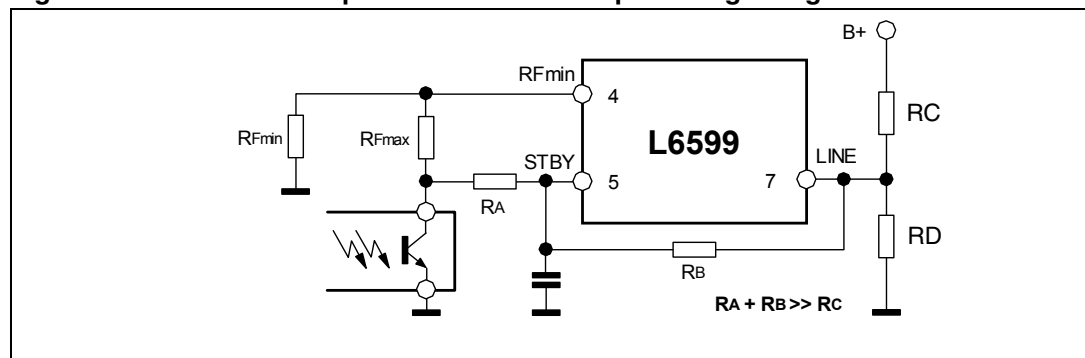 B+
RFmin
4
RC
RFmin
RFmax
L6599
STBY
LINE
5
7
RA
RD
RB
RA + RB >> RC